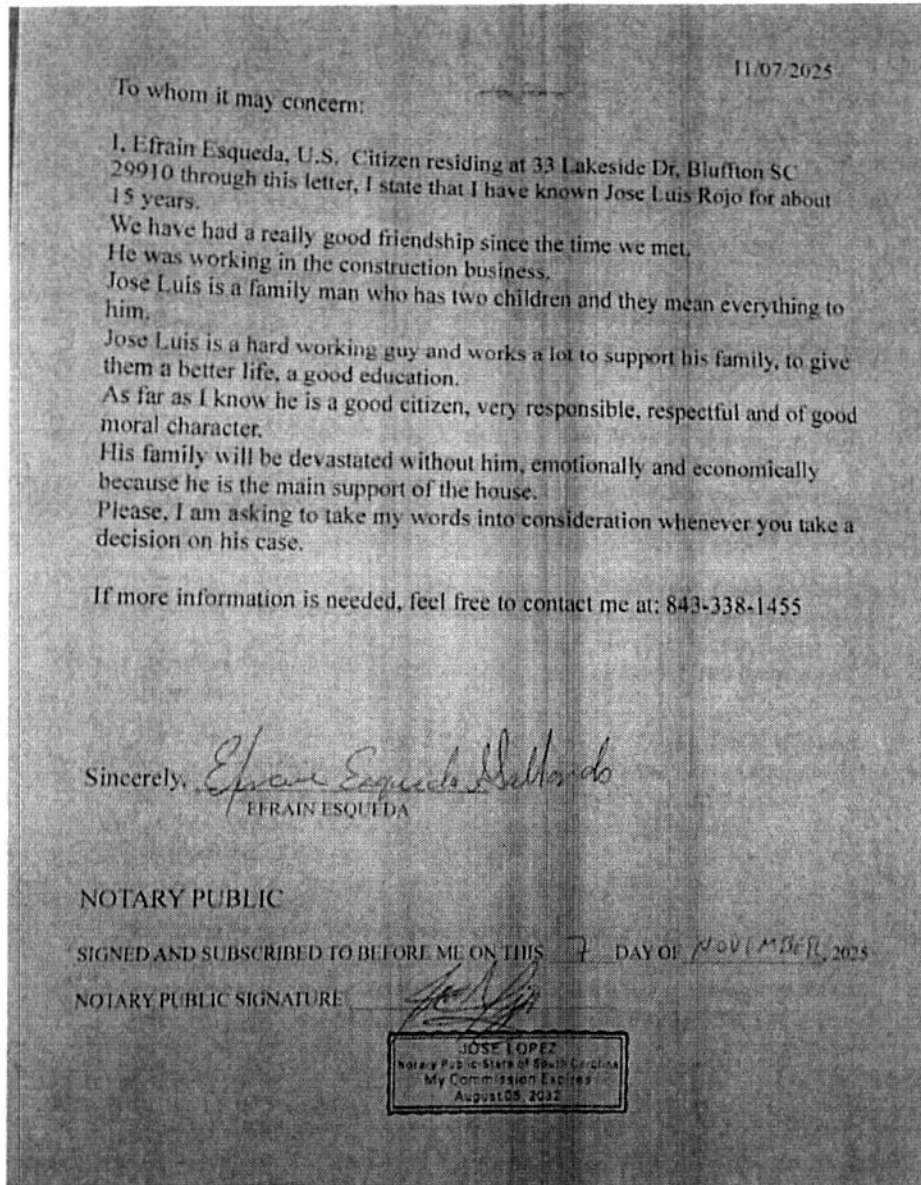 11/07/2025
To whom it may concern:
I, Efrain Esqueda, U.S. Citizen residing at 33 Lakeside Dr, Bluffton SC
29910 through this letter, I state that I have known Jose Luis Rojo for about
15 years.
We have had a really good friendship since the time we met.
He was working in the construction business.
Jose Luis is a family man who has two children and they mean everything to
him.
Jose Luis is a hard working guy and works a lot to support his family, to give
them a better life, a good education.
As far as I know he is a good citizen, very responsible, respectful and of good
moral character.
His family will be devastated without him, emotionally and economically
because he is the main support of the house.
Please, I am asking to take my words into consideration whenever you take a
decision on his case.
If more information is needed, feel free to contact me at: 843-338-1455
Sincerely, Efrain Esqueda Gallardo
EFRAIN ESQUEDA
NOTARY PUBLIC
SIGNED AND SUBSCRIBED TO BEFORE ME ON THIS 7 DAY OF NOVEMBER, 2025
NOTARY PUBLIC SIGNATURE
JOSE LOPEZ
Notary Public-State of South Carolina
My Commission Expires
August 05, 2032